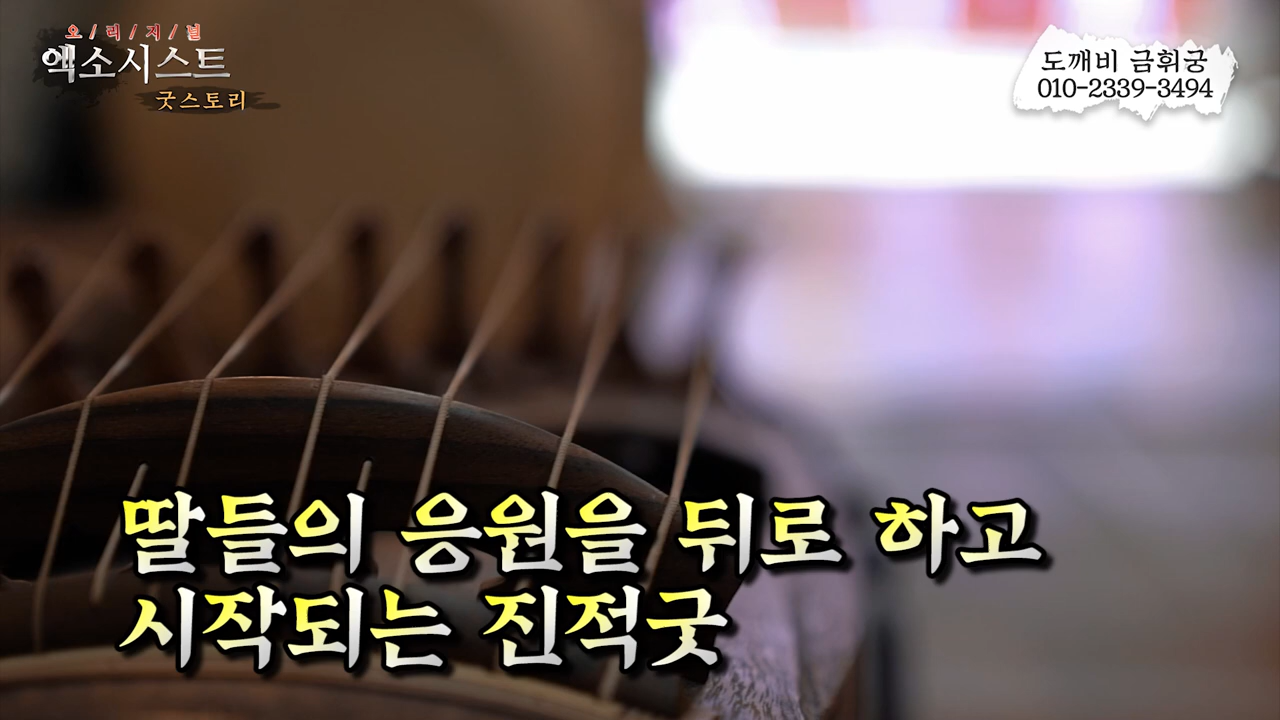 오/리/지/널
엑소시스트
굿스토리
도깨비 금휘궁
010-2339-3494
딸들의 응원을 뒤로 하고
시작되는 진적굿